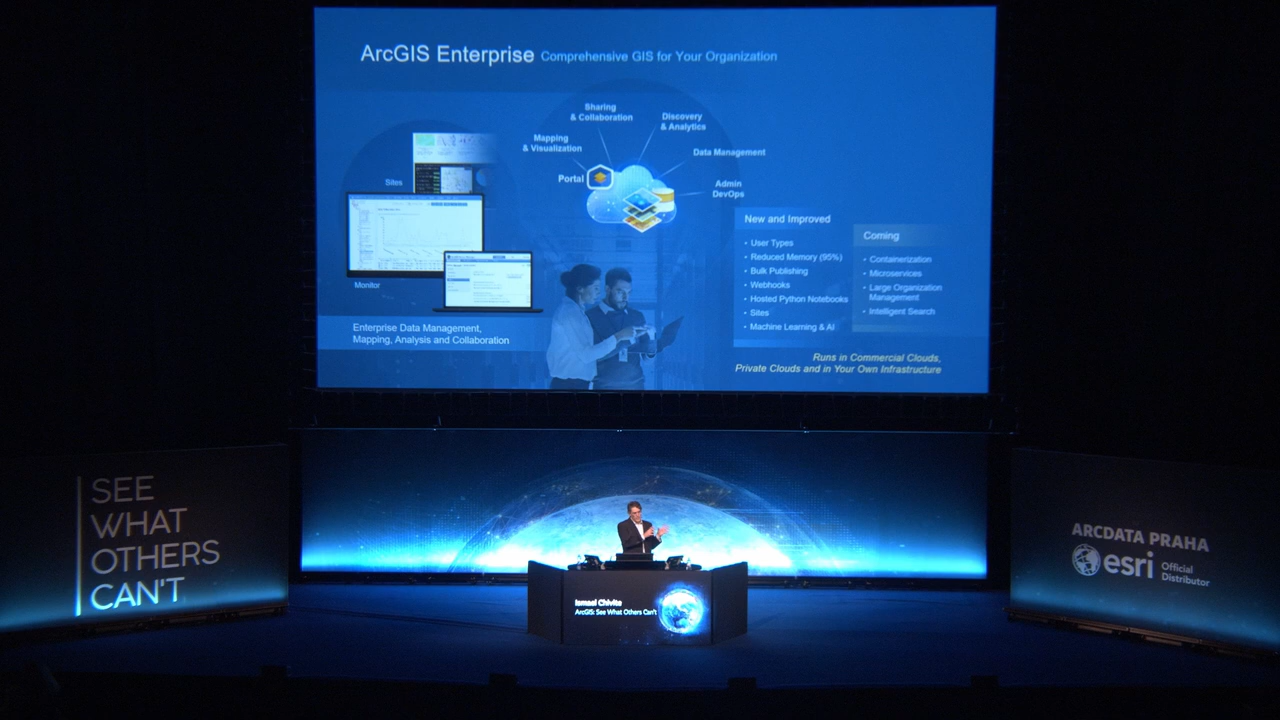 ArcGIS Enterprise Comprehensive GIS for Your Organization
Sharing
& Collaboration
Discovery
& Analytics
Mapping
& Visualization
Data Management
Portal
Admin
DevOps
Sites
Monitor
Enterprise Data Management,
Mapping, Analysis and Collaboration
New and Improved
• User Types
• Reduced Memory (95%)
• Bulk Publishing
• Webhooks
• Hosted Python Notebooks
• Sites
• Machine Learning & AI
Coming
• Containerization
• Microservices
• Large Organization
Management
• Intelligent Search
Runs in Commercial Clouds,
Private Clouds and in Your Own Infrastructure
SEE
WHAT
OTHERS
CAN'T
Ismael Chivite
ArcGIS: See What Others Can't
ARCDATA PRAHA
esri Official
Distributor